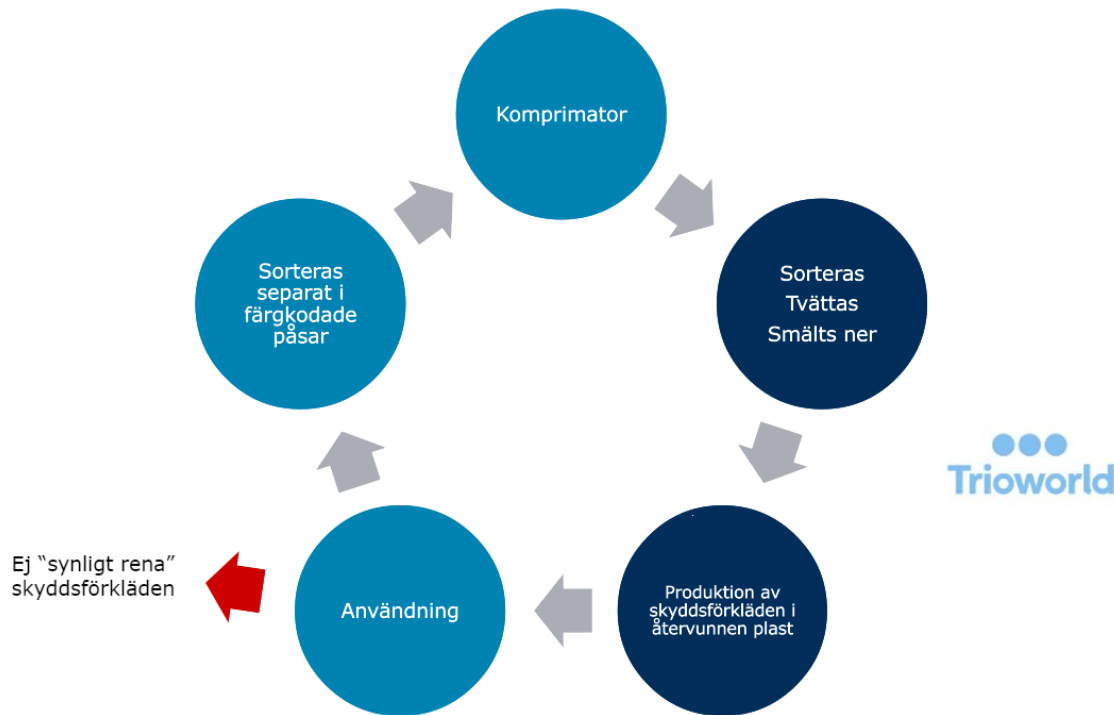 Komprimator
Sorteras
Tvättas
Smälts ner
Sorteras
separat i
färgkodade
påsar
Trioworld
Produktion av
skyddsförkläden i
återvunnen plast
Användning
Ej “synligt rena”
skyddsförkläden